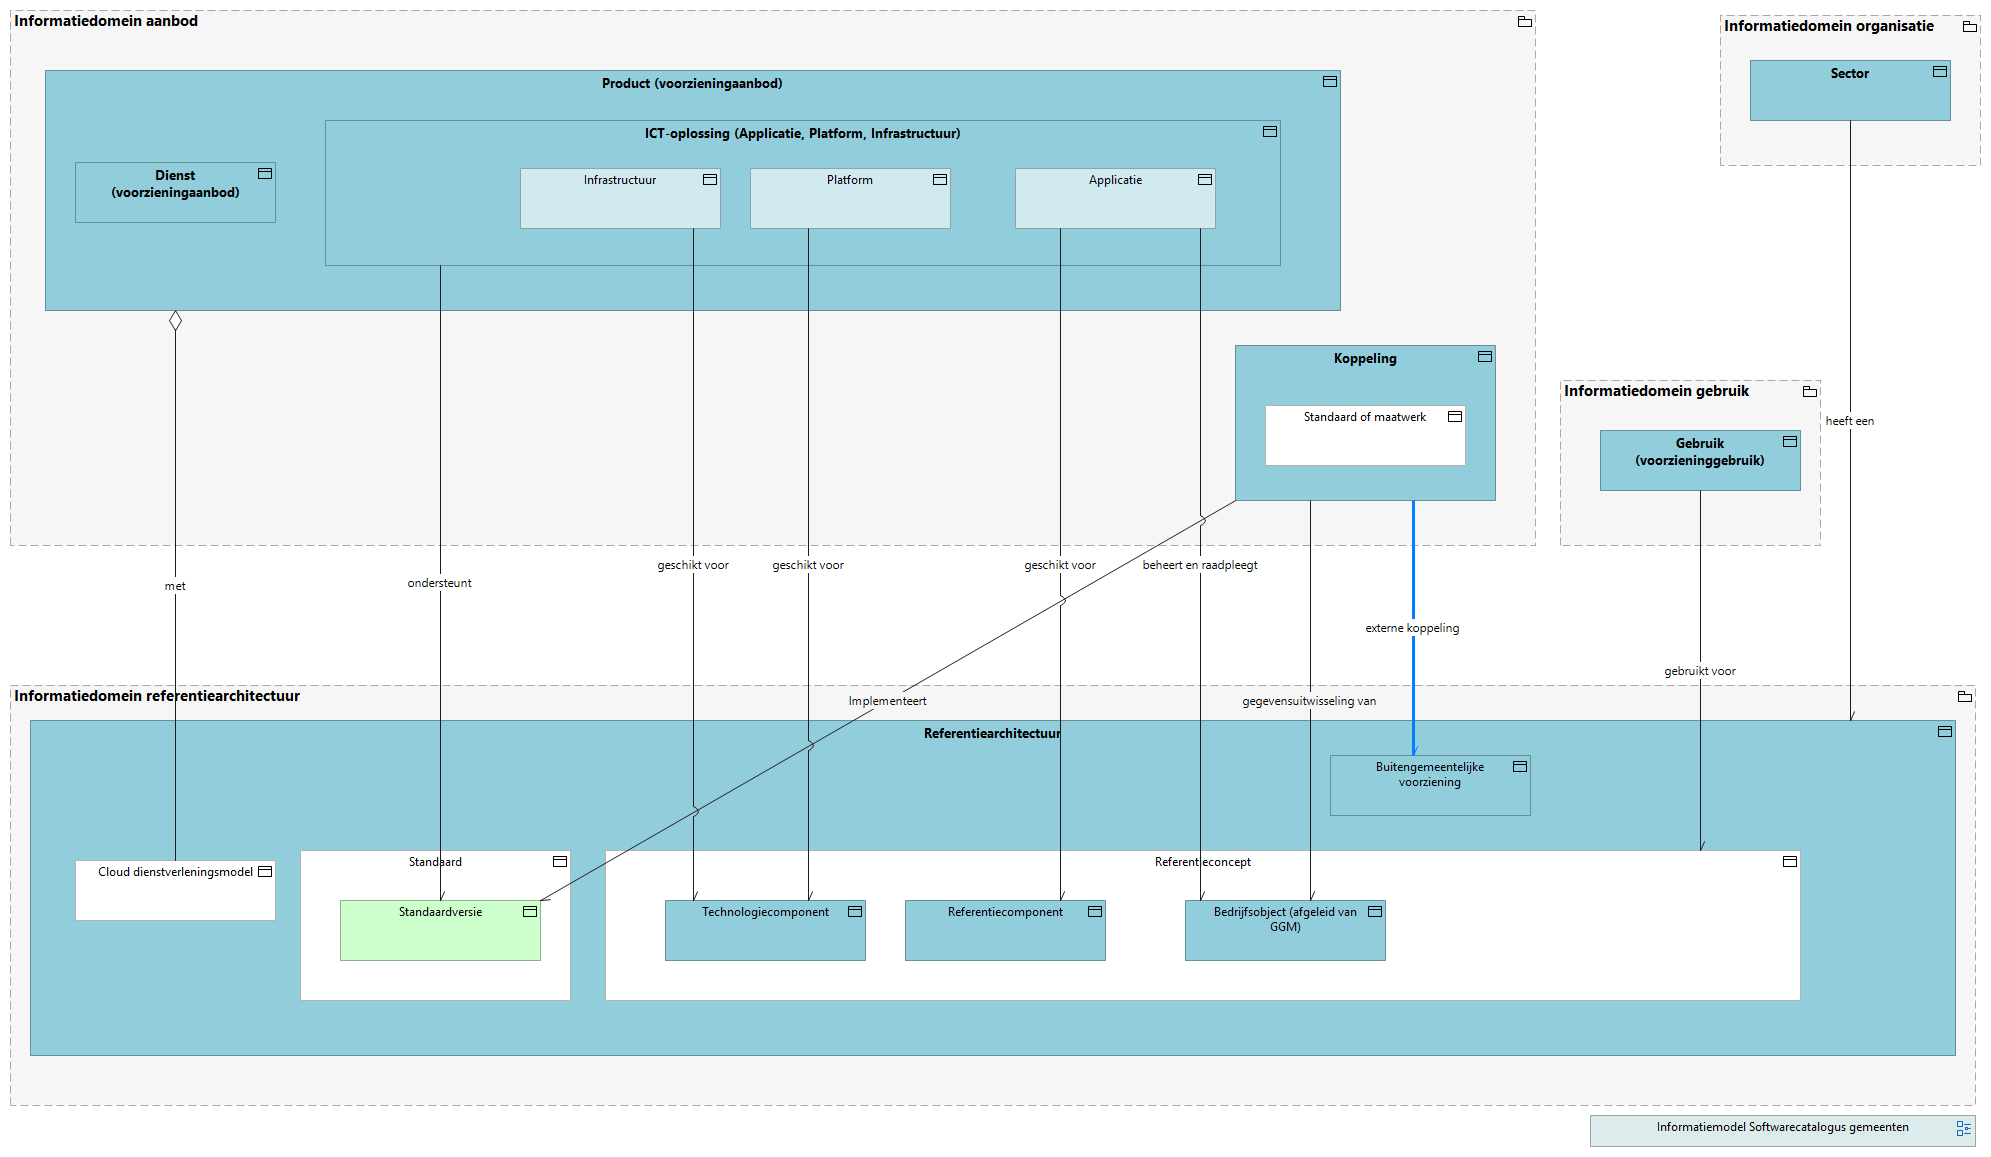 Informatiedomein aanbod
Informatiedomein organisatie
Product (voorzieningaanbod)
Sector
ICT-oplossing (Applicatie, Platform, Infrastructuur)
Dienst
(voorzieningaanbod)
Infrastructuur
Platform
Applicatie
Koppeling
Standaard of maatwerk
Informatiedomein gebruik
heeft een
Gebruik
(voorzieninggebruik)
met
ondersteunt
geschikt voor
geschikt voor
geschikt voor
beheert en raadpleegt
externe koppeling
gebruikt voor
Implementeert
gegevensuitwisseling van
Informatiedomein referentiearchitectuur
Referentiearchitectuur
Buitengemeentelijke
voorziening
Cloud dienstverleningsmodel
Standaard
Referentieconcept
Standaardversie
Technologiecomponent
Referentiecomponent
Bedrijfsobject (afgeleid van
GGM)
Informatiemodel Softwarecatalogus gemeenten